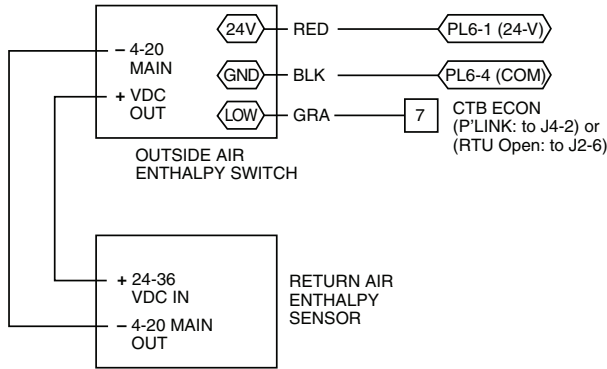 24V RED PL6-1 (24-V)
– 4-20
MAIN
GND BLK PL6-4 (COM)
+ VDC
OUT
LOW GRA 7 CTB ECON
(P'LINK: to J4-2) or
(RTU Open: to J2-6)
OUTSIDE AIR
ENTHALPY SWITCH
+ 24-36
VDC IN
– 4-20 MAIN
OUT
RETURN AIR
ENTHALPY
SENSOR